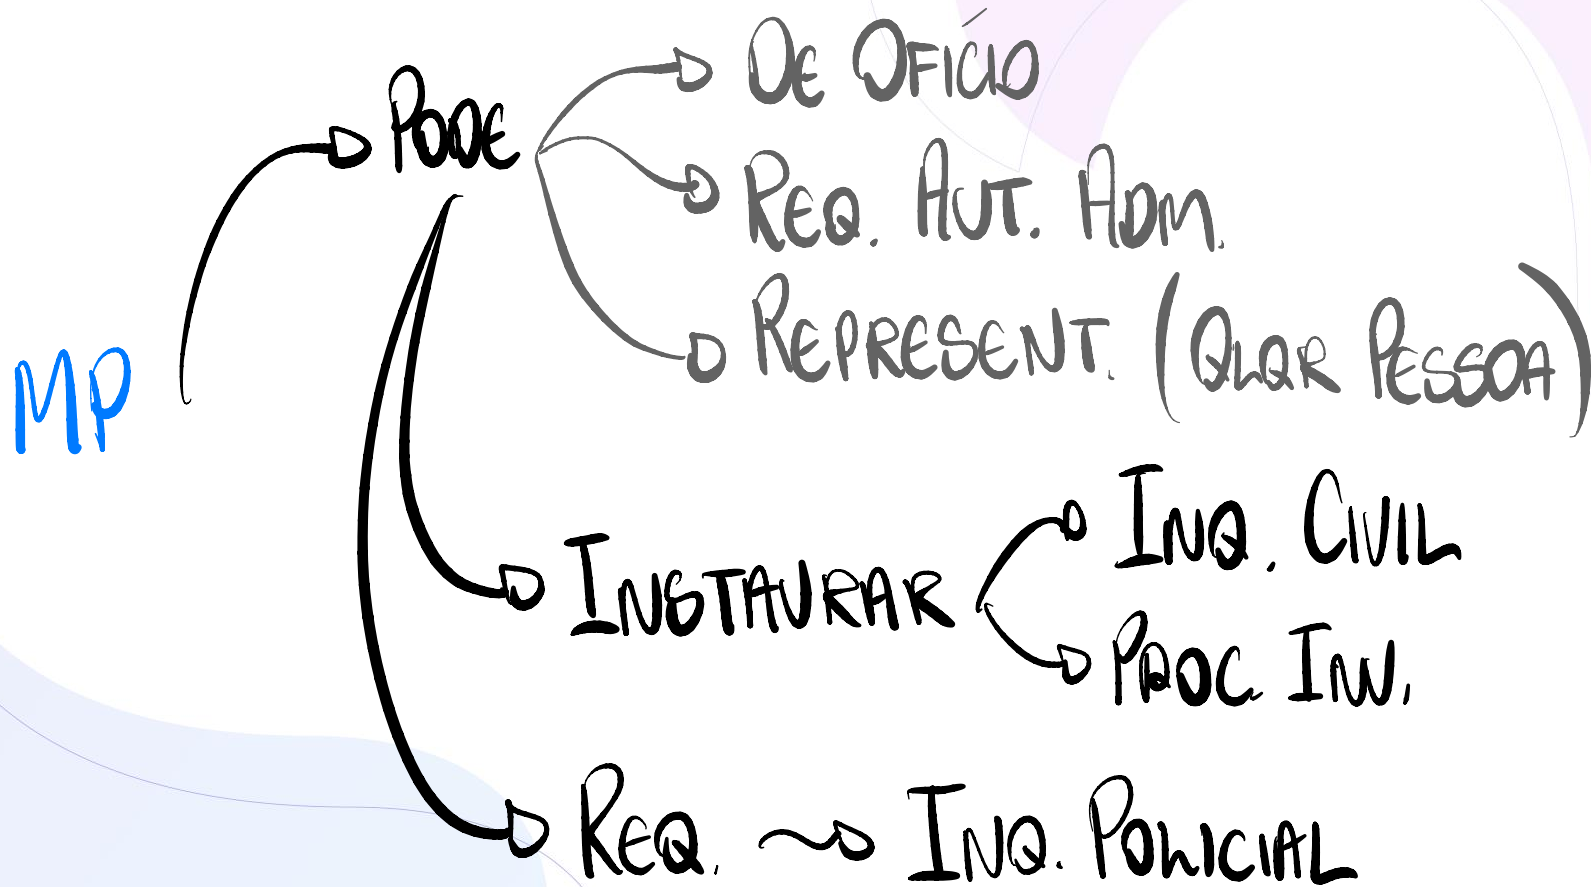 DE OFÍCIO
PODE
REQ. AUT. ADM.
REPRESENT. (QLQR PESSOA)
MP
INQ. CIVIL
INSTAURAR
PROC. INV.
REQ. INQ. POLICIAL